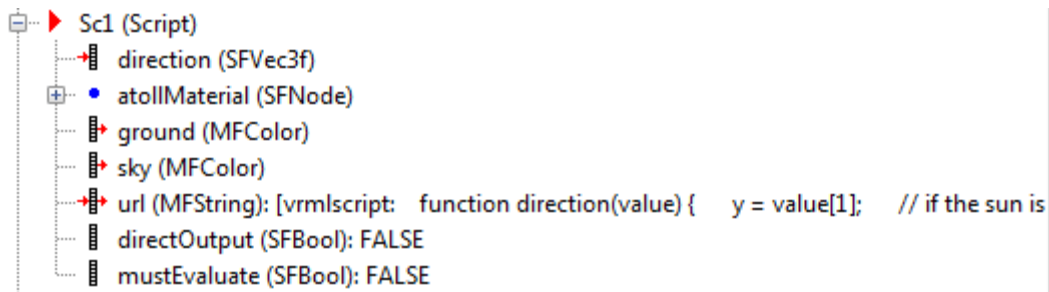 Sc1 (Script)
direction (SFVec3f)
atollMaterial (SFNode)
ground (MFColor)
sky (MFColor)
url (MFString): [vrmlscript: function direction(value) { y = value[1]; // if the sun is
directOutput (SFBool): FALSE
mustEvaluate (SFBool): FALSE